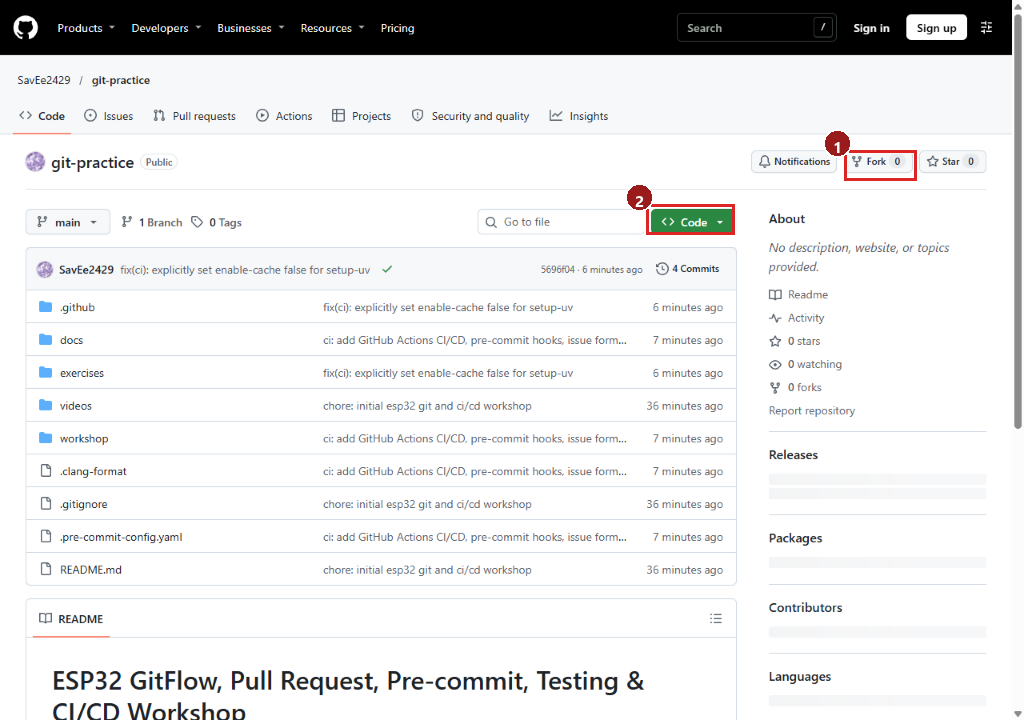 Products Developers Businesses Resources Pricing Search / Sign in Sign up
SavEe2429 / git-practice
Code Issues Pull requests Actions Projects Security and quality Insights
1
git-practice Public Notifications Fork 0 Star 0
2
main 1 Branch 0 Tags Go to file Code
SavEe2429 fix(ci): explicitly set enable-cache false for setup-uv 5696f04 · 6 minutes ago 4 Commits
.github fix(ci): explicitly set enable-cache false for setup-uv 6 minutes ago
docs ci: add GitHub Actions CI/CD, pre-commit hooks, issue form... 7 minutes ago
exercises fix(ci): explicitly set enable-cache false for setup-uv 6 minutes ago
videos chore: initial esp32 git and ci/cd workshop 36 minutes ago
workshop ci: add GitHub Actions CI/CD, pre-commit hooks, issue form... 7 minutes ago
.clang-format ci: add GitHub Actions CI/CD, pre-commit hooks, issue form... 7 minutes ago
.gitignore chore: initial esp32 git and ci/cd workshop 36 minutes ago
.pre-commit-config.yaml ci: add GitHub Actions CI/CD, pre-commit hooks, issue form... 7 minutes ago
README.md chore: initial esp32 git and ci/cd workshop 36 minutes ago
README
ESP32 GitFlow, Pull Request, Pre-commit, Testing &
CI/CD Workshop
About
No description, website, or topics
provided.
Readme
Activity
0 stars
0 watching
0 forks
Report repository
Releases
Packages
Contributors
Languages